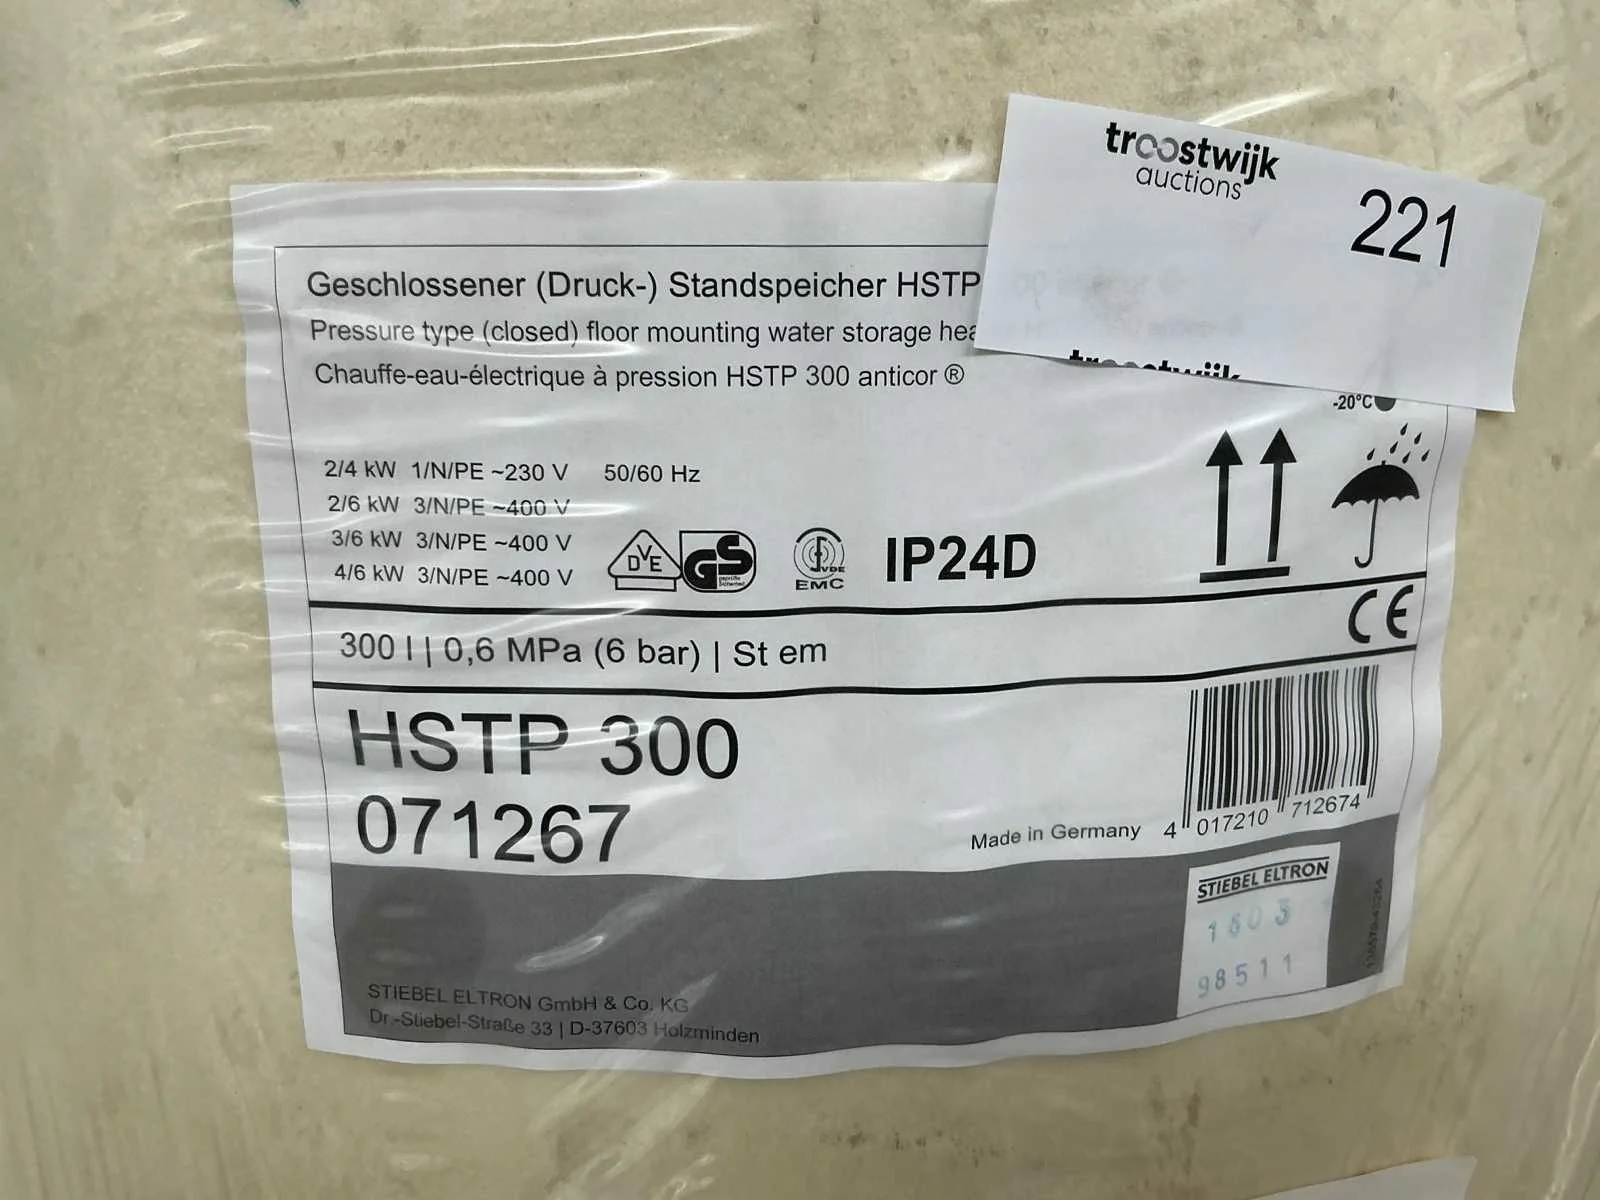 troostwijk
auctions
221
Geschlossener (Druck-) Standspeicher HSTP
Pressure type (closed) floor mounting water storage
Chauffe-eau-électrique à pression HSTP 300 anticor ®
-20°C
2/4 kW 1/N/PE ~230 V 50/60 Hz
2/6 kW 3/N/PE ~400 V
3/6 kW 3/N/PE ~400 V
4/6 kW 3/N/PE ~400 V
DVE
GS
geprüfte
Sicherheit
VDE
EMC
IP24D
CE
300 l | 0,6 MPa (6 bar) | St em
HSTP 300
071267
Made in Germany
4 017210 712674
STIEBEL ELTRON
1603
98511
STIEBEL ELTRON GmbH & Co. KG
Dr.-Stiebel-Straße 33 | D-37603 Holzminden